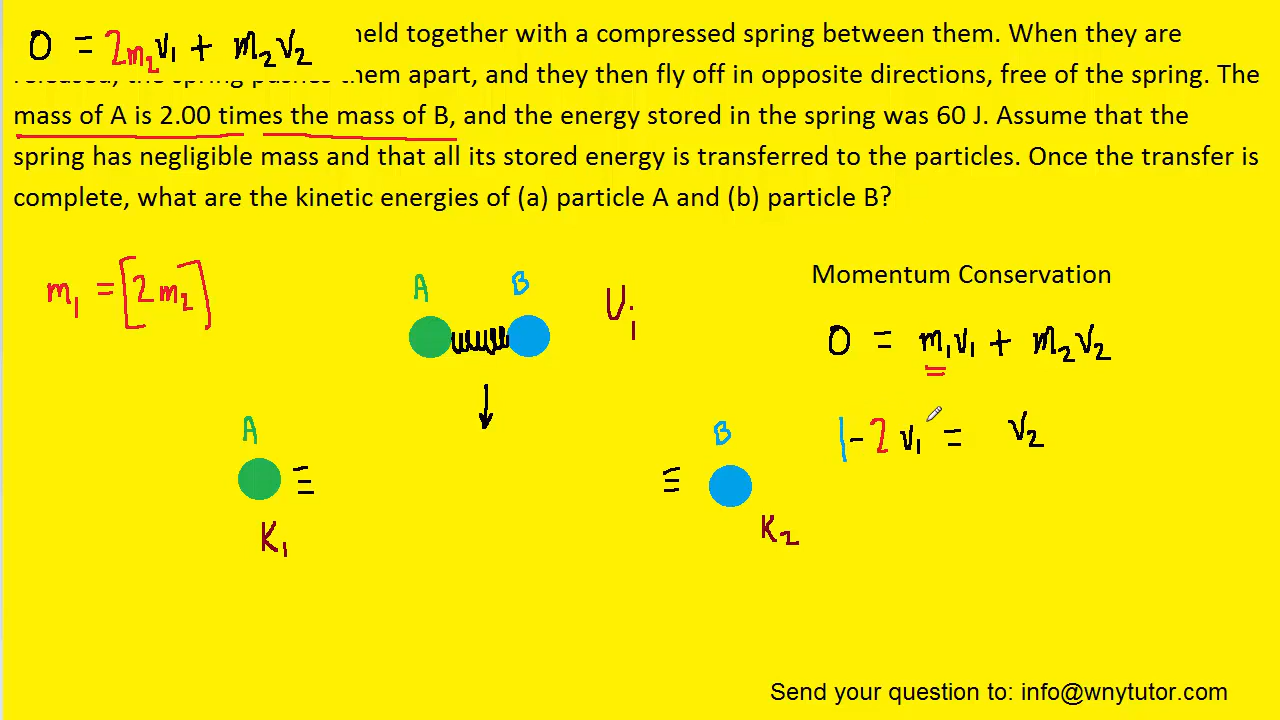 0 = 2m₂v₁ + m₂v₂
held together with a compressed spring between them. When they are
released, the spring pushes them apart, and they then fly off in opposite directions, free of the spring. The
mass of A is 2.00 times the mass of B, and the energy stored in the spring was 60 J. Assume that the
spring has negligible mass and that all its stored energy is transferred to the particles. Once the transfer is
complete, what are the kinetic energies of (a) particle A and (b) particle B?
m₁ = [2m₂]
A B Uᵢ
Momentum Conservation
0 = m₁v₁ + m₂v₂
|-2v₁ = v₂
A
B
K₁
K₂
Send your question to: info@wnytutor.com